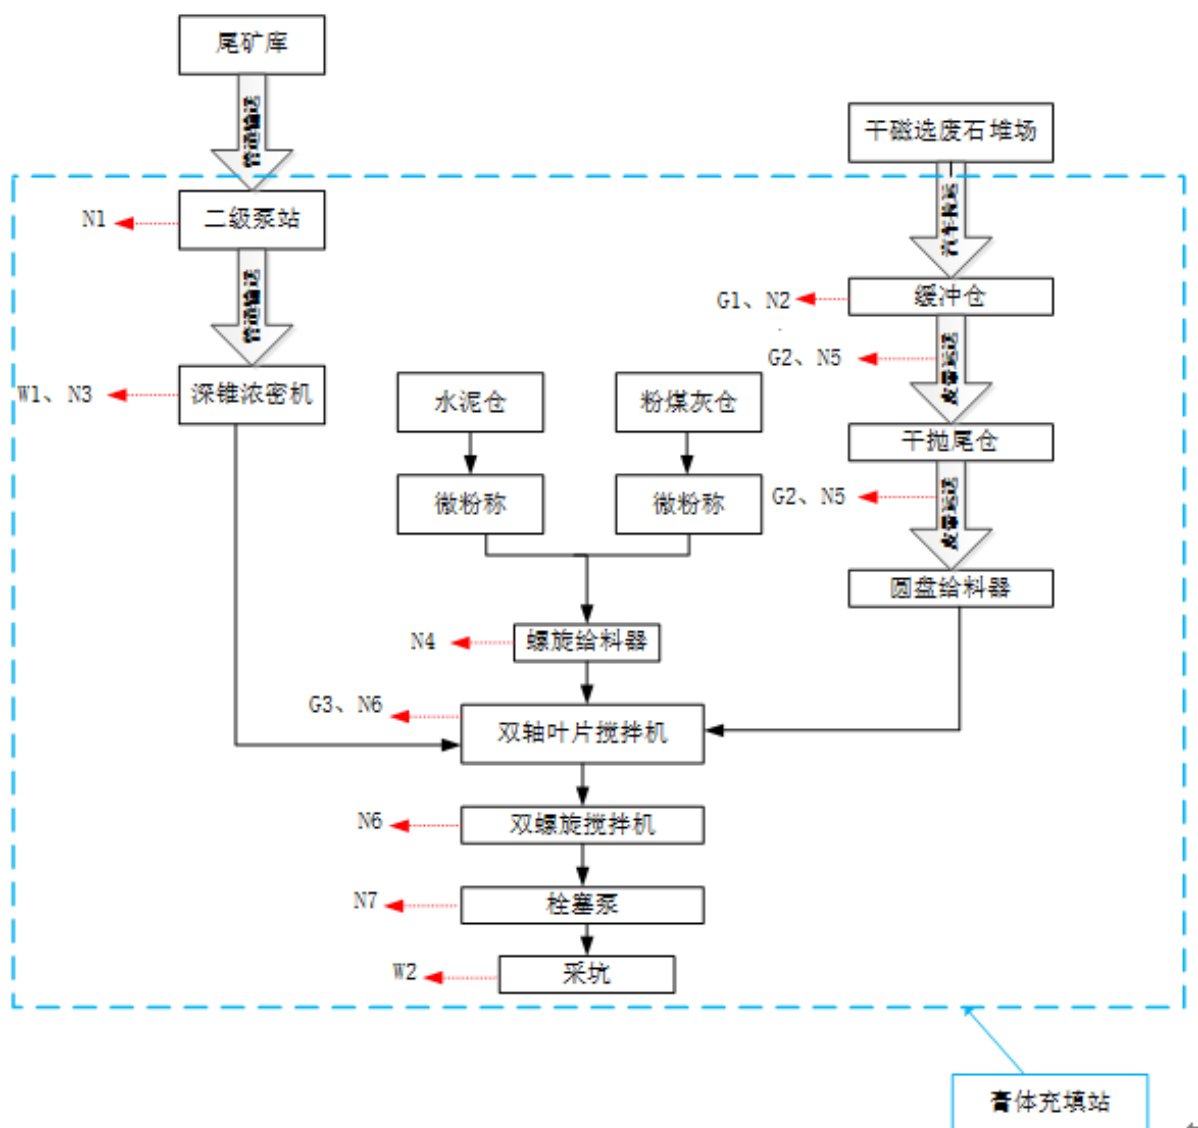 尾矿库
管道输送
干磁选废石堆场
汽车拉运
二级泵站
N1
管道输送
缓冲仓
G1、N2
皮带运送
G2、N5
深锥浓密机
W1、N3
水泥仓
粉煤灰仓
干抛尾仓
微粉称
微粉称
G2、N5
皮带运送
圆盘给料器
螺旋给料器
N4
G3、N6
双轴叶片搅拌机
N6
双螺旋搅拌机
N7
栓塞泵
W2
采坑
膏体充填站